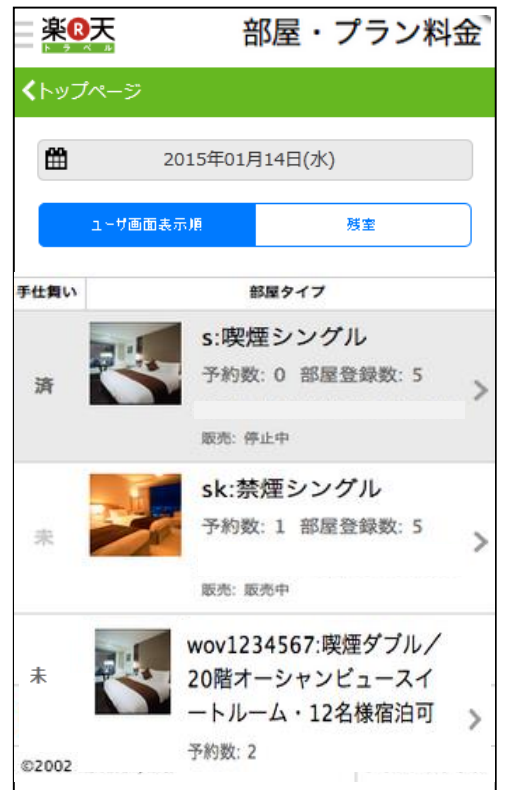 楽R天
トラベル
部屋・プラン料金
トップページ
2015年01月14日(水)
ユーザ画面表示順
残室
手仕舞い
部屋タイプ
済
s:喫煙シングル
予約数: 0 部屋登録数: 5
販売: 停止中
未
sk:禁煙シングル
予約数: 1 部屋登録数: 5
販売: 販売中
未
wov1234567:喫煙ダブル／
20階オーシャンビュースイ
ートルーム・12名様宿泊可
予約数: 2
©2002